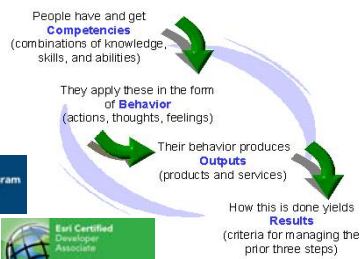 People have and get
Competencies
(combinations of knowledge,
skills, and abilities)
They apply these in the form
of Behavior
(actions, thoughts, feelings)
Their behavior produces
Outputs
(products and services)
ram
How this is done yields
Results
(criteria for managing the
prior three steps)
Esri Certified
Developer
Associate